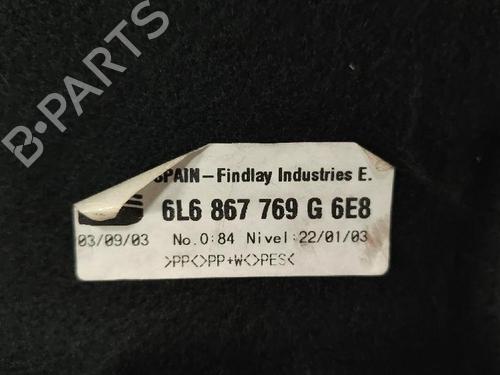 B-PARTS
SPAIN-Findlay Industries E.
6L6 867 769 G 6E8
03/09/03 No.0:84 Nivel:22/01/03
>PP<>PP+W<>PES<